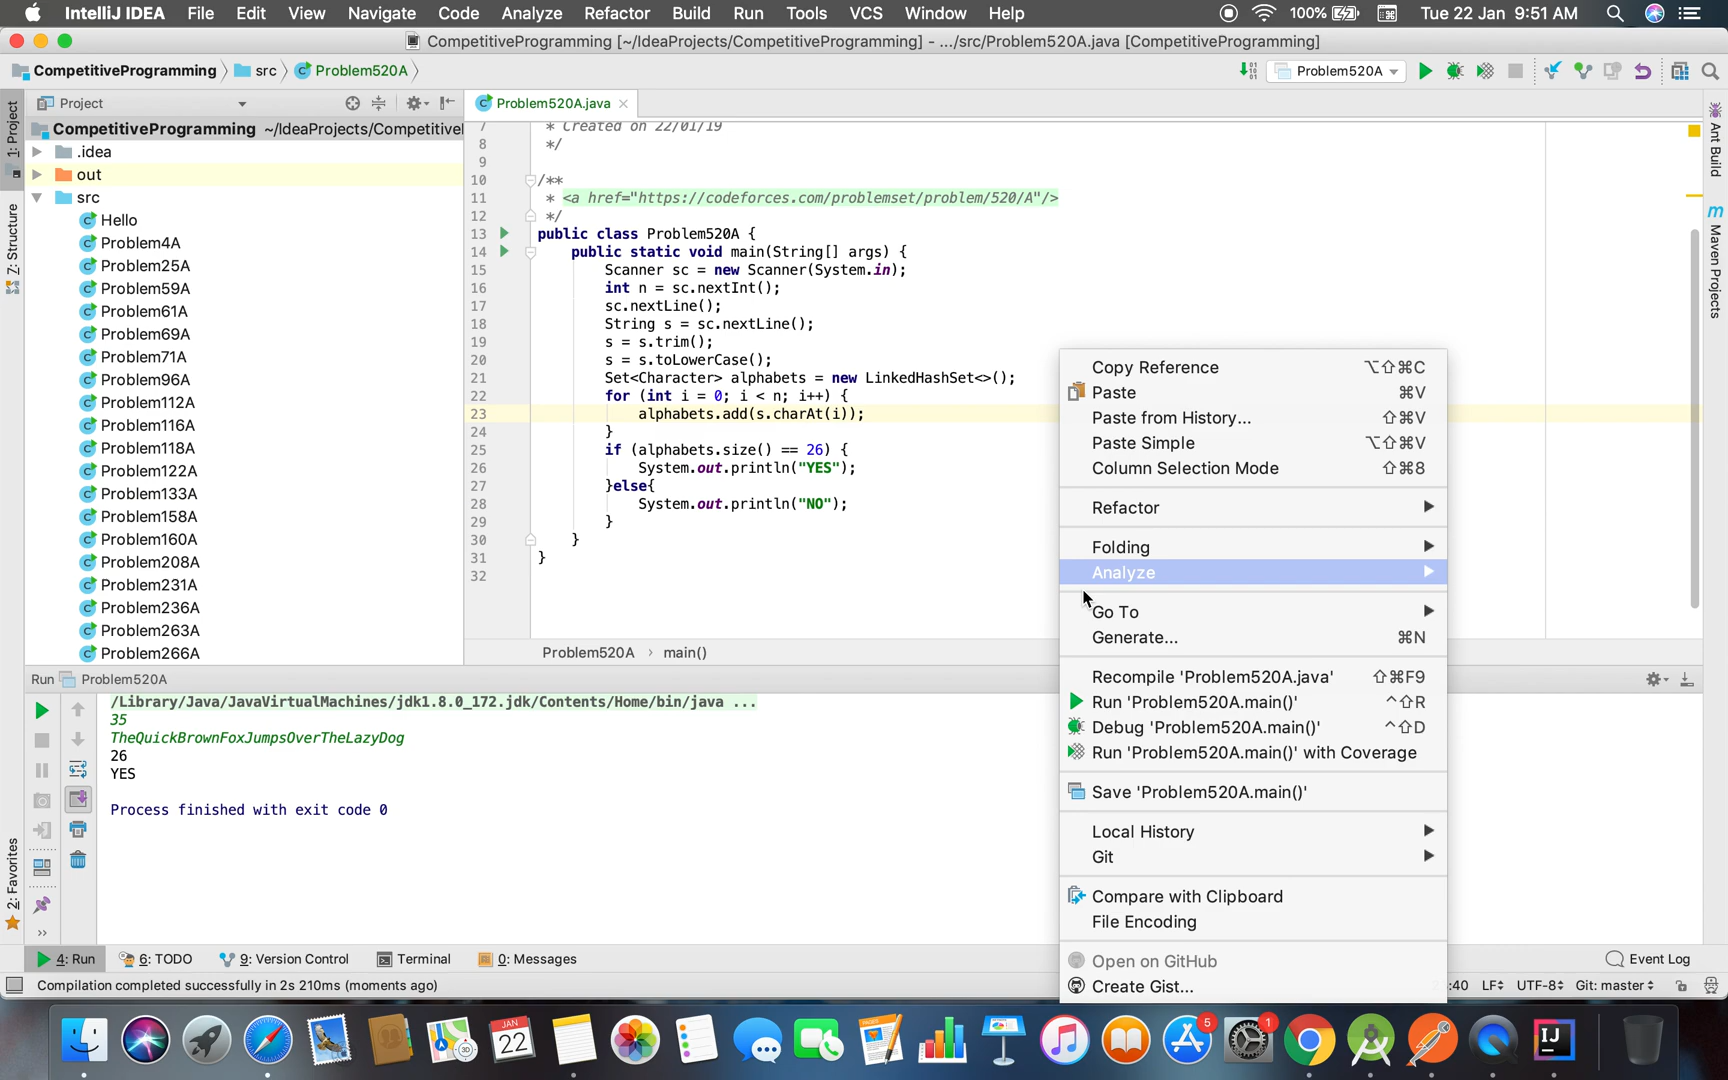 IntelliJ IDEA File Edit View Navigate Code Analyze Refactor Build Run Tools VCS Window Help 100% Tue 22 Jan 9:51 AM
CompetitiveProgramming [~/IdeaProjects/CompetitiveProgramming] - .../src/Problem520A.java [CompetitiveProgramming]
CompetitiveProgramming src Problem520A Problem520A
Project
Problem520A.java
CompetitiveProgramming ~/IdeaProjects/Competitivel
.idea
out
src
Hello
Problem4A
Problem25A
Problem59A
Problem61A
Problem69A
Problem71A
Problem96A
Problem112A
Problem116A
Problem118A
Problem122A
Problem133A
Problem158A
Problem160A
Problem208A
Problem231A
Problem236A
Problem263A
Problem266A
1: Project
Z: Structure
2: Favorites
Ant Build
Maven Projects
7 * Created on 22/01/19
8 */
9
10 /**
11 * <a href="https://codeforces.com/problemset/problem/520/A"/>
12 */
13 public class Problem520A {
14 public static void main(String[] args) {
15 Scanner sc = new Scanner(System.in);
16 int n = sc.nextInt();
17 sc.nextLine();
18 String s = sc.nextLine();
19 s = s.trim();
20 s = s.toLowerCase();
21 Set<Character> alphabets = new LinkedHashSet<>();
22 for (int i = 0; i < n; i++) {
23 alphabets.add(s.charAt(i));
24 }
25 if (alphabets.size() == 26) {
26 System.out.println("YES");
27 }else{
28 System.out.println("NO");
29 }
30 }
31 }
32
Problem520A › main()
Copy Reference ⌥⇧⌘C
Paste ⌘V
Paste from History... ⇧⌘V
Paste Simple ⌥⇧⌘V
Column Selection Mode ⇧⌘8
Refactor
Folding
Analyze
Go To
Generate... ⌘N
Recompile 'Problem520A.java' ⇧⌘F9
Run 'Problem520A.main()' ^⇧R
Debug 'Problem520A.main()' ^⇧D
Run 'Problem520A.main()' with Coverage
Save 'Problem520A.main()'
Local History
Git
Compare with Clipboard
File Encoding
Open on GitHub
Create Gist...
Run Problem520A
/Library/Java/JavaVirtualMachines/jdk1.8.0_172.jdk/Contents/Home/bin/java ...
35
TheQuickBrownFoxJumpsOverTheLazyDog
26
YES
Process finished with exit code 0
4: Run 6: TODO 9: Version Control Terminal 0: Messages Event Log
Compilation completed successfully in 2s 210ms (moments ago) :40 LF UTF-8 Git: master
JAN
22
3D
5
1
IJ